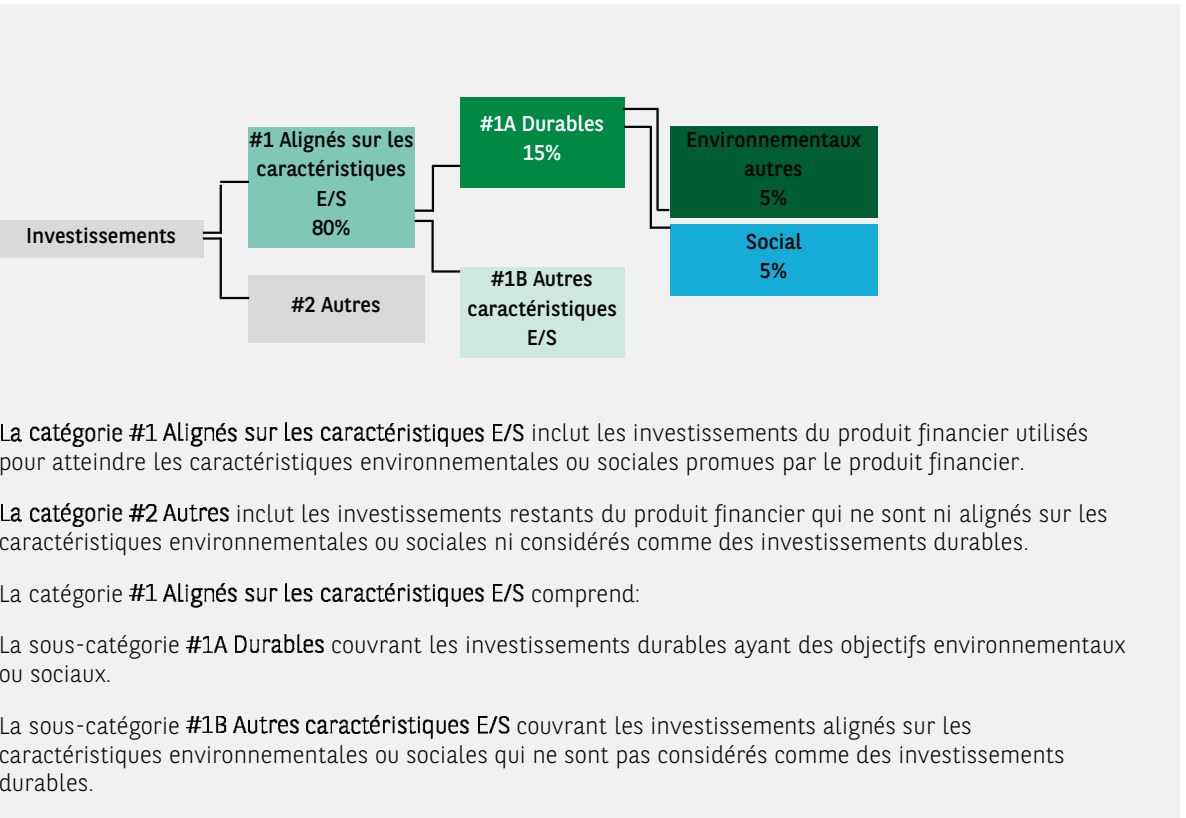 Investissements
#1 Alignés sur les
caractéristiques
E/S
80%
#2 Autres
#1A Durables
15%
#1B Autres
caractéristiques
E/S
Environnementaux
autres
5%
Social
5%
La catégorie #1 Alignés sur les caractéristiques E/S inclut les investissements du produit financier utilisés
pour atteindre les caractéristiques environnementales ou sociales promues par le produit financier.
La catégorie #2 Autres inclut les investissements restants du produit financier qui ne sont ni alignés sur les
caractéristiques environnementales ou sociales ni considérés comme des investissements durables.
La catégorie #1 Alignés sur les caractéristiques E/S comprend:
La sous-catégorie #1A Durables couvrant les investissements durables ayant des objectifs environnementaux
ou sociaux.
La sous-catégorie #1B Autres caractéristiques E/S couvrant les investissements alignés sur les
caractéristiques environnementales ou sociales qui ne sont pas considérés comme des investissements
durables.